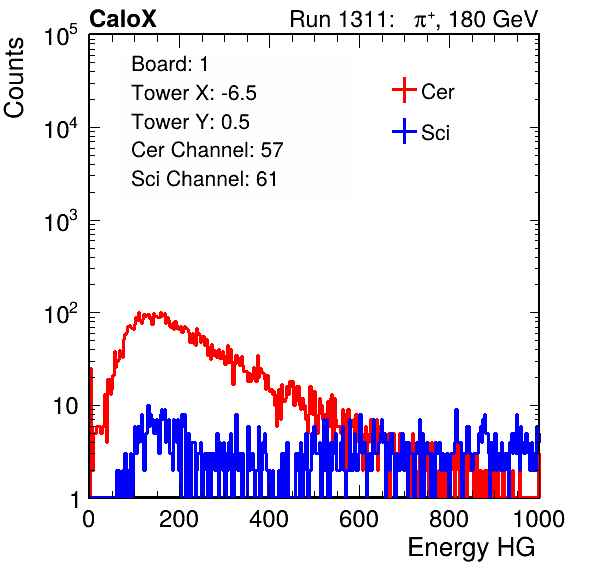 CaloX Run 1311: π⁺, 180 GeV
Counts
10⁵
10⁴
10³
10²
10
1
Board: 1
Tower X: -6.5
Tower Y: 0.5
Cer Channel: 57
Sci Channel: 61
Cer
Sci
0 200 400 600 800 1000
Energy HG